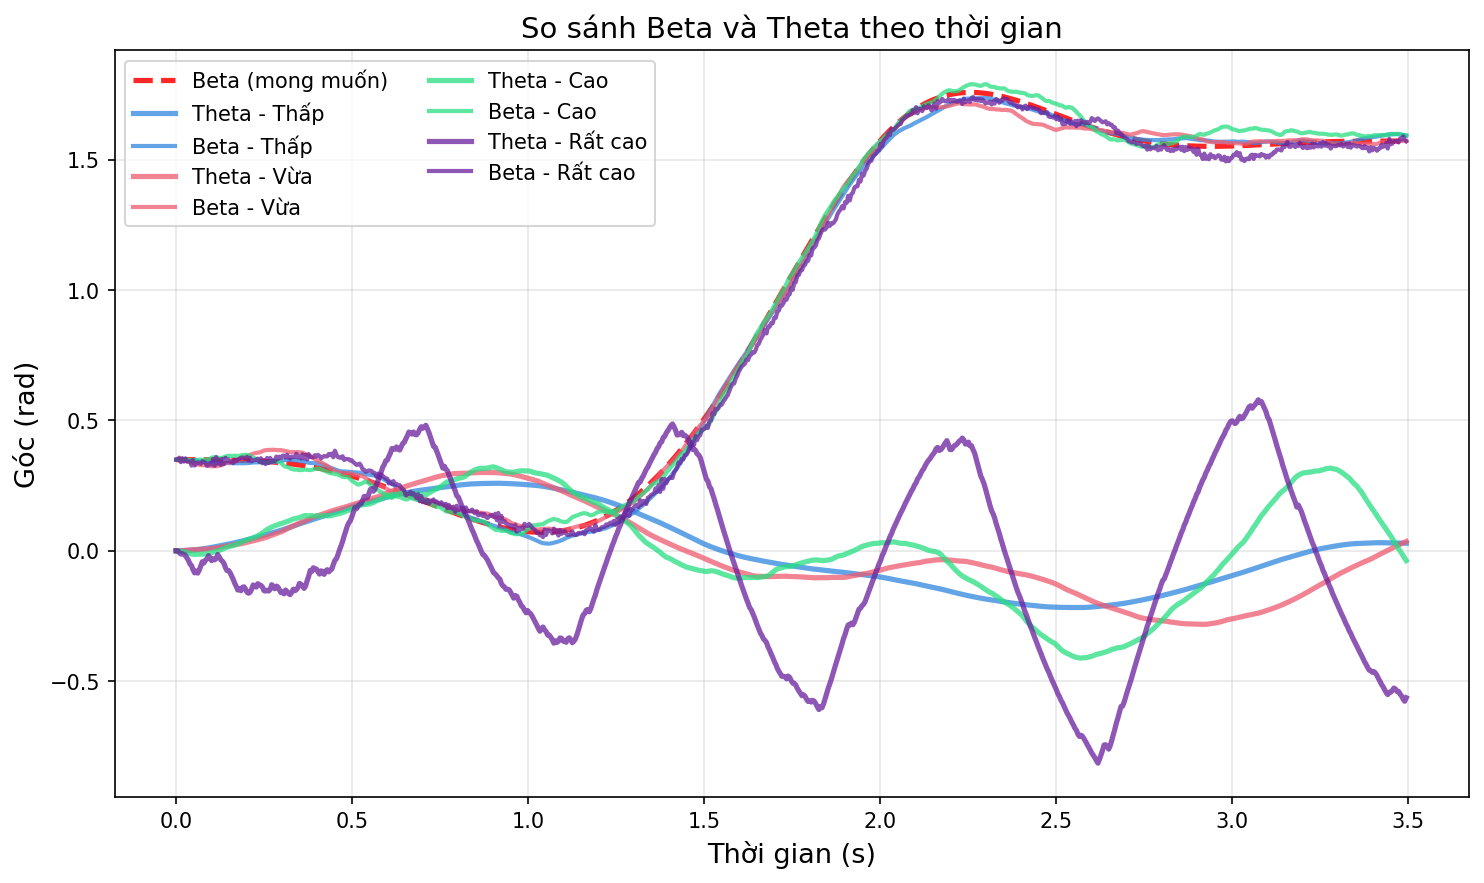 So sánh Beta và Theta theo thời gian
Beta (mong muốn)
Theta - Thấp
Beta - Thấp
Theta - Vừa
Beta - Vừa
Theta - Cao
Beta - Cao
Theta - Rất cao
Beta - Rất cao
Góc (rad)
1.5
1.0
0.5
0.0
−0.5
0.0 0.5 1.0 1.5 2.0 2.5 3.0 3.5
Thời gian (s)